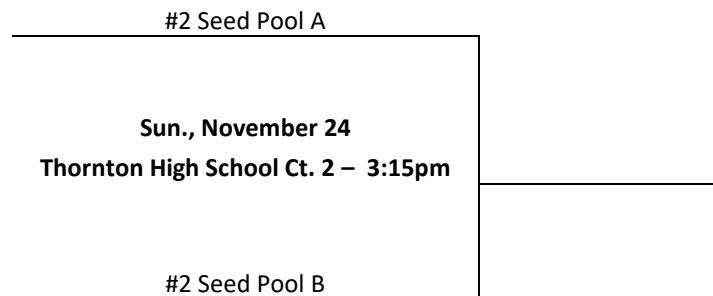 #2 Seed Pool A
Sun., November 24
Thornton High School Ct. 2 – 3:15pm
#2 Seed Pool B